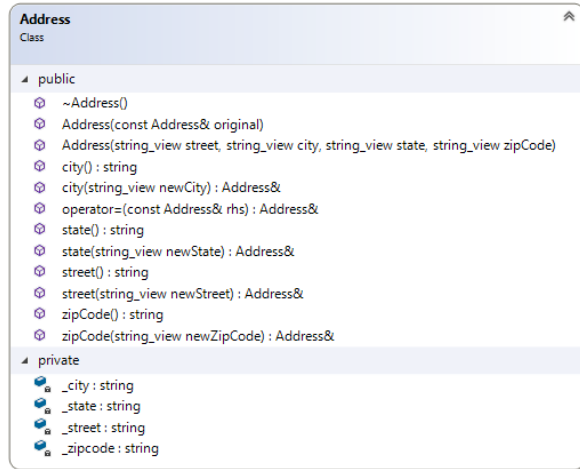 Address
Class
public
~Address()
Address(const Address& original)
Address(string_view street, string_view city, string_view state, string_view zipCode)
city() : string
city(string_view newCity) : Address&
operator=(const Address& rhs) : Address&
state() : string
state(string_view newState) : Address&
street() : string
street(string_view newStreet) : Address&
zipCode() : string
zipCode(string_view newZipCode) : Address&
private
_city : string
_state : string
_street : string
_zipcode : string